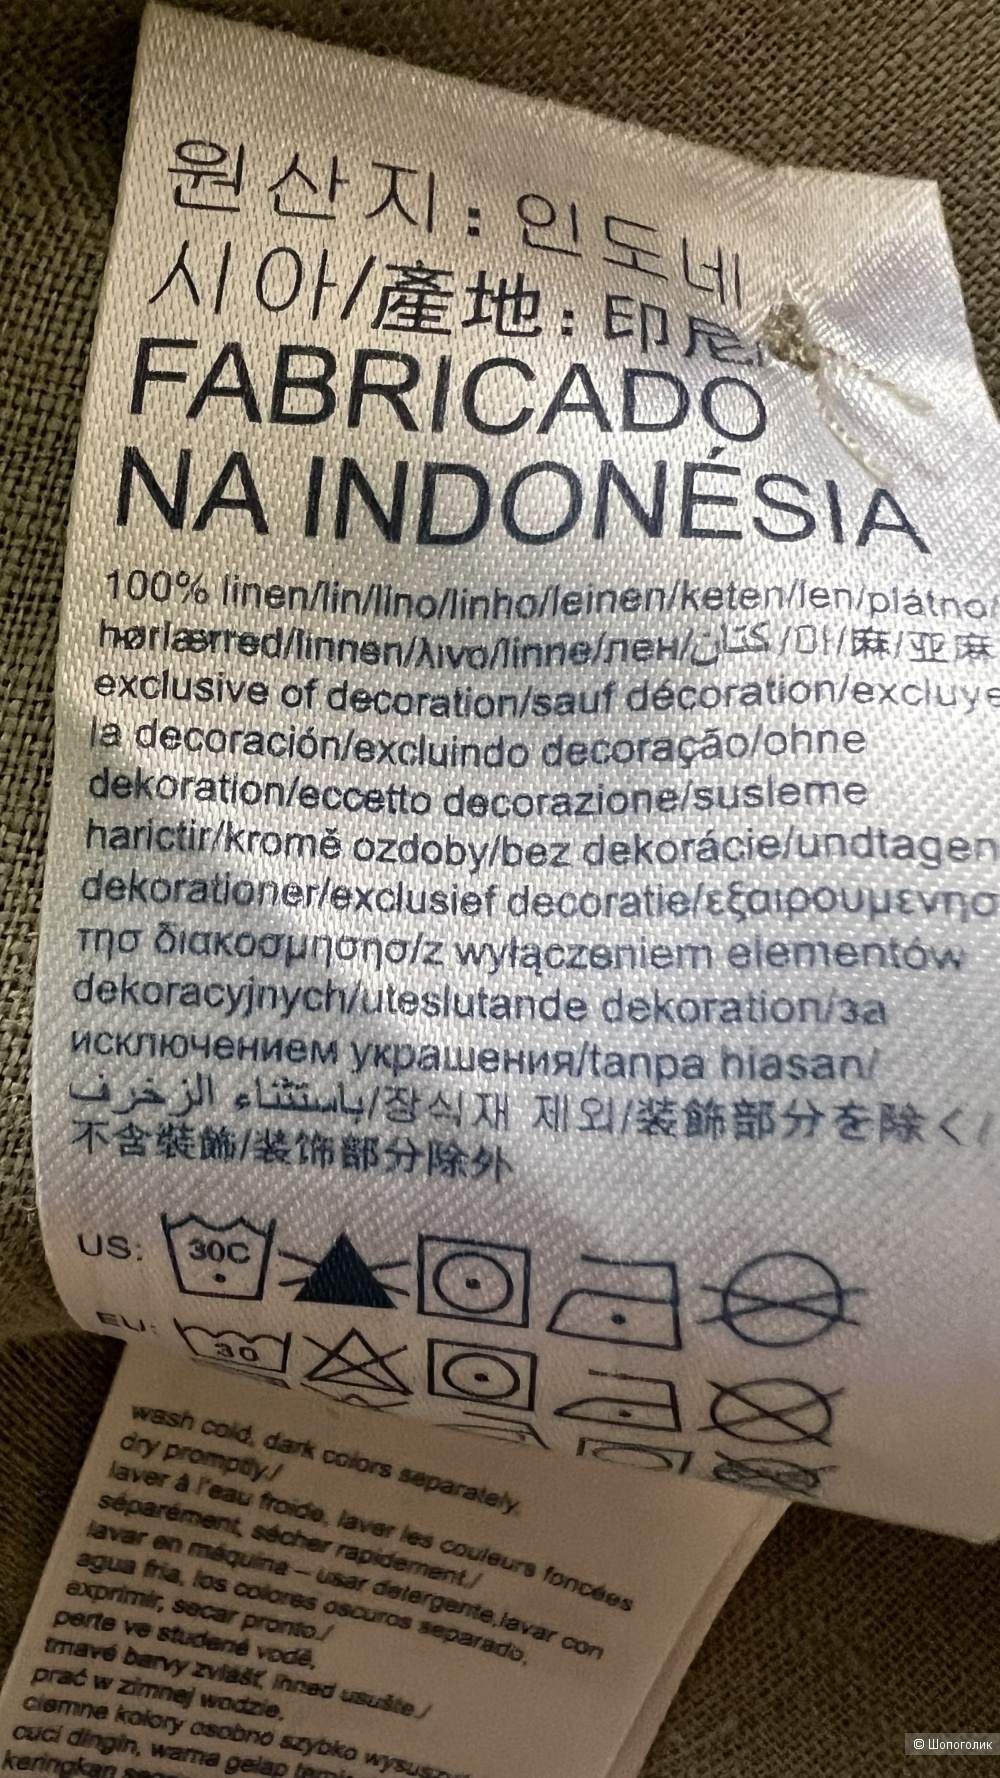 원산지 : 인도네
시아/產地 : 印尼
FABRICADO
NA INDONÉSIA
100% linen/lin/lino/linho/leinen/keten/len/plátno/
hørlærred/linnen/λινο/linne/лен/كتان/마/麻/亚麻
exclusive of decoration/sauf décoration/excluye
la decoración/excluindo decoração/ohne
dekoration/eccetto decorazione/susleme
harictir/kromě ozdoby/bez dekorácie/undtagen
dekorationer/exclusief decoratie/εξαιρουμενησ
τησ διακοσμησησ/z wyłączeniem elementów
dekoracyjnych/uteslutande dekoration/за
исключением украшения/tanpa hiasan/
باستثناء الزخرف/장식재 제외/装飾部分を除く/
不含裝飾/装饰部分除外
US: 30C
EU: 30
wash cold, dark colors separately.
dry promptly./
laver à l'eau froide, laver les couleurs foncées
séparément, sécher rapidement./
lavar en máquina – usar detergente,lavar con
agua fria, los colores oscuros separado,
exprimir, secar pronto./
perte ve studené vodě,
tmavé barvy zvlášť, ihned usušte./
prać w zimnej wodzie,
ciemne kolory osobno szybko
cuci dingin, warna gelap
keringkan
© Шопоголик